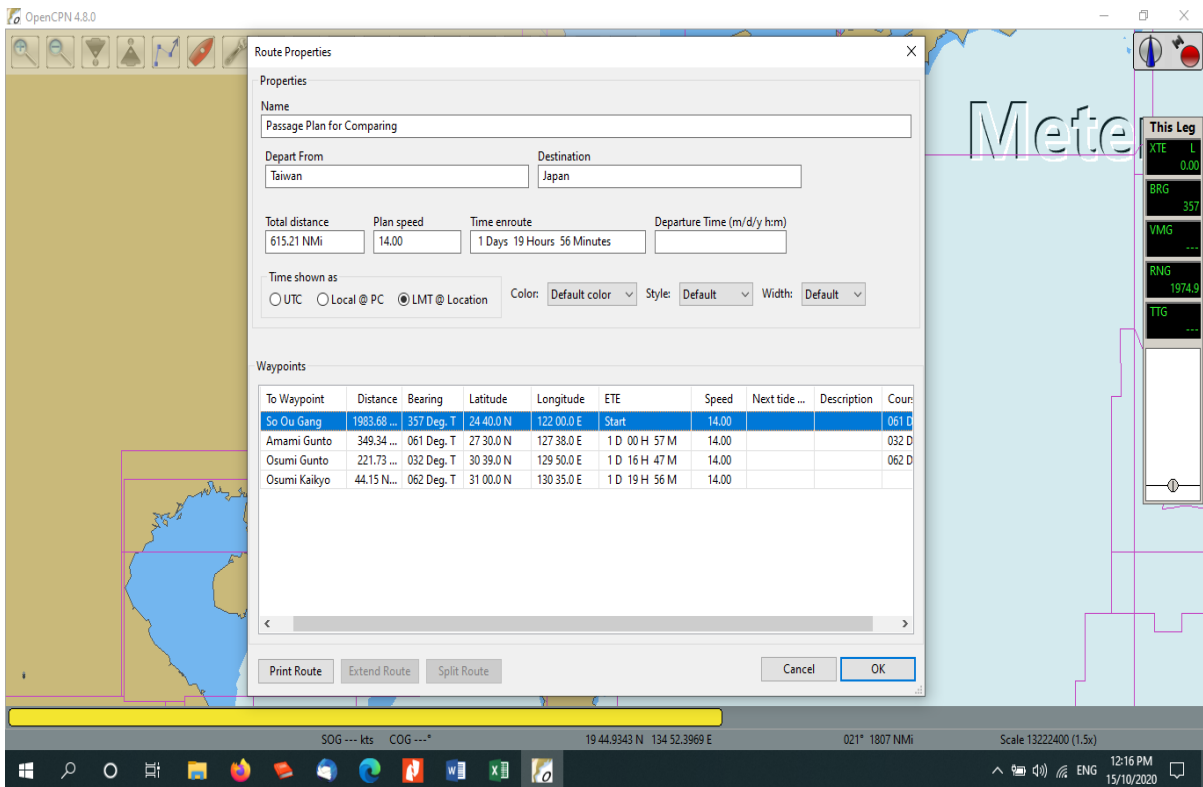 OpenCPN 4.8.0
Route Properties
Properties
Name
Passage Plan for Comparing
Depart From Destination
Taiwan Japan
Total distance Plan speed Time enroute Departure Time (m/d/y h:m)
615.21 NMi 14.00 1 Days 19 Hours 56 Minutes
Time shown as
UTC Local @ PC LMT @ Location Color: Default color Style: Default Width: Default
Waypoints
To Waypoint Distance Bearing Latitude Longitude ETE Speed Next tide ... Description Cour
So Ou Gang 1983.68 ... 357 Deg. T 24 40.0 N 122 00.0 E Start 14.00 061 D
Amami Gunto 349.34 ... 061 Deg. T 27 30.0 N 127 38.0 E 1 D 00 H 57 M 14.00 032 D
Osumi Gunto 221.73 ... 032 Deg. T 30 39.0 N 129 50.0 E 1 D 16 H 47 M 14.00 062 D
Osumi Kaikyo 44.15 N... 062 Deg. T 31 00.0 N 130 35.0 E 1 D 19 H 56 M 14.00
Print Route Extend Route Split Route Cancel OK
Meter
This Leg
XTE L
0.00
BRG
357
VMG
---
RNG
1974.9
TTG
---
SOG --- kts COG ---° 19 44.9343 N 134 52.3969 E 021° 1807 NMi Scale 13222400 (1.5x)
ENG 12:16 PM
15/10/2020